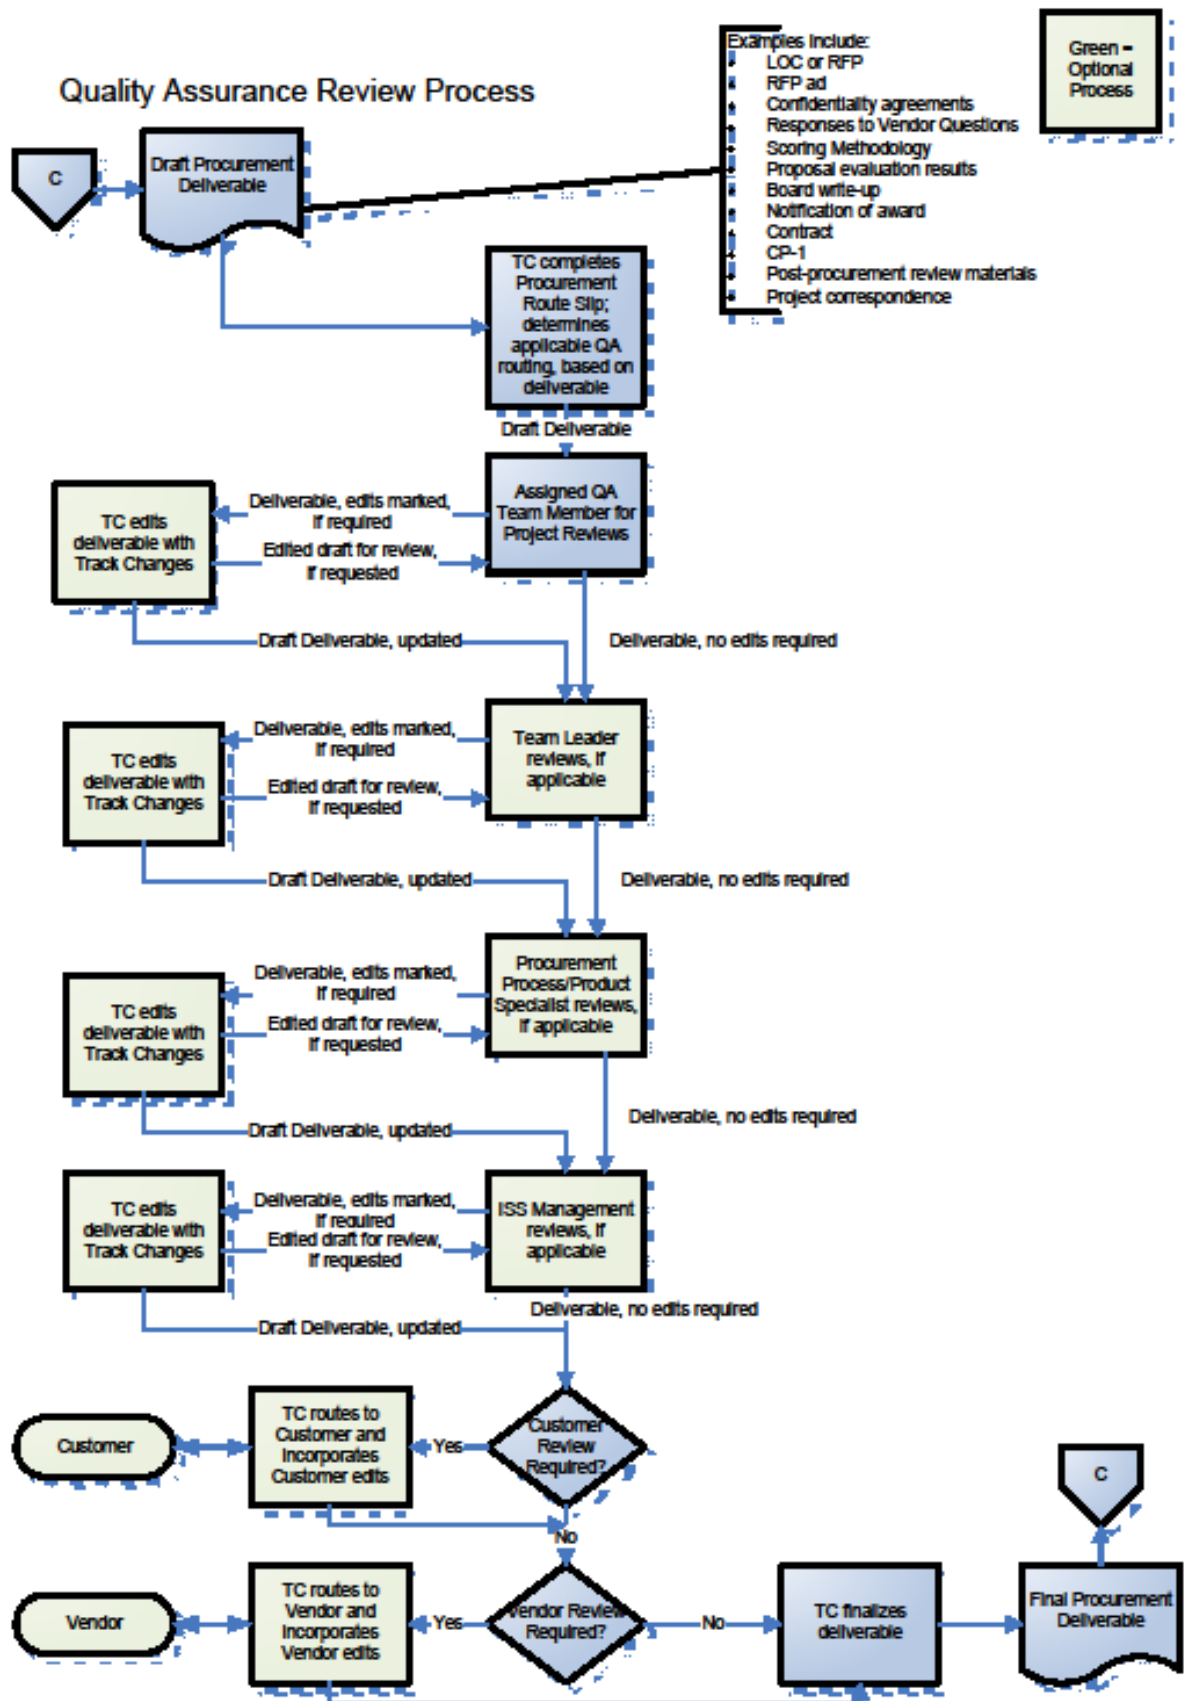 Quality Assurance Review Process
Examples Include:
LOC or RFP
RFP ad
Confidentiality agreements
Responses to Vendor Questions
Scoring Methodology
Proposal evaluation results
Board write-up
Notification of award
Contract
CP-1
Post-procurement review materials
Project correspondence
Green –
Optional
Process
C
Draft Procurement
Deliverable
TC completes
Procurement
Route Slip;
determines
applicable QA
routing, based on
deliverable
Draft Deliverable
Assigned QA
Team Member for
Project Reviews
Deliverable, edits marked,
if required
Edited draft for review,
if requested
TC edits
deliverable with
Track Changes
Draft Deliverable, updated
Deliverable, no edits required
Team Leader
reviews, if
applicable
Deliverable, edits marked,
if required
Edited draft for review,
if requested
TC edits
deliverable with
Track Changes
Draft Deliverable, updated
Deliverable, no edits required
Procurement
Process/Product
Specialist reviews,
if applicable
Deliverable, edits marked,
if required
Edited draft for review,
if requested
TC edits
deliverable with
Track Changes
Draft Deliverable, updated
Deliverable, no edits required
ISS Management
reviews, if
applicable
Deliverable, edits marked,
if required
Edited draft for review,
if requested
TC edits
deliverable with
Track Changes
Draft Deliverable, updated
Deliverable, no edits required
Customer
Review
Required?
Yes
TC routes to
Customer and
Incorporates
Customer edits
Customer
No
Vendor Review
Required?
Yes
TC routes to
Vendor and
Incorporates
Vendor edits
Vendor
No
TC finalizes
deliverable
Final Procurement
Deliverable
C